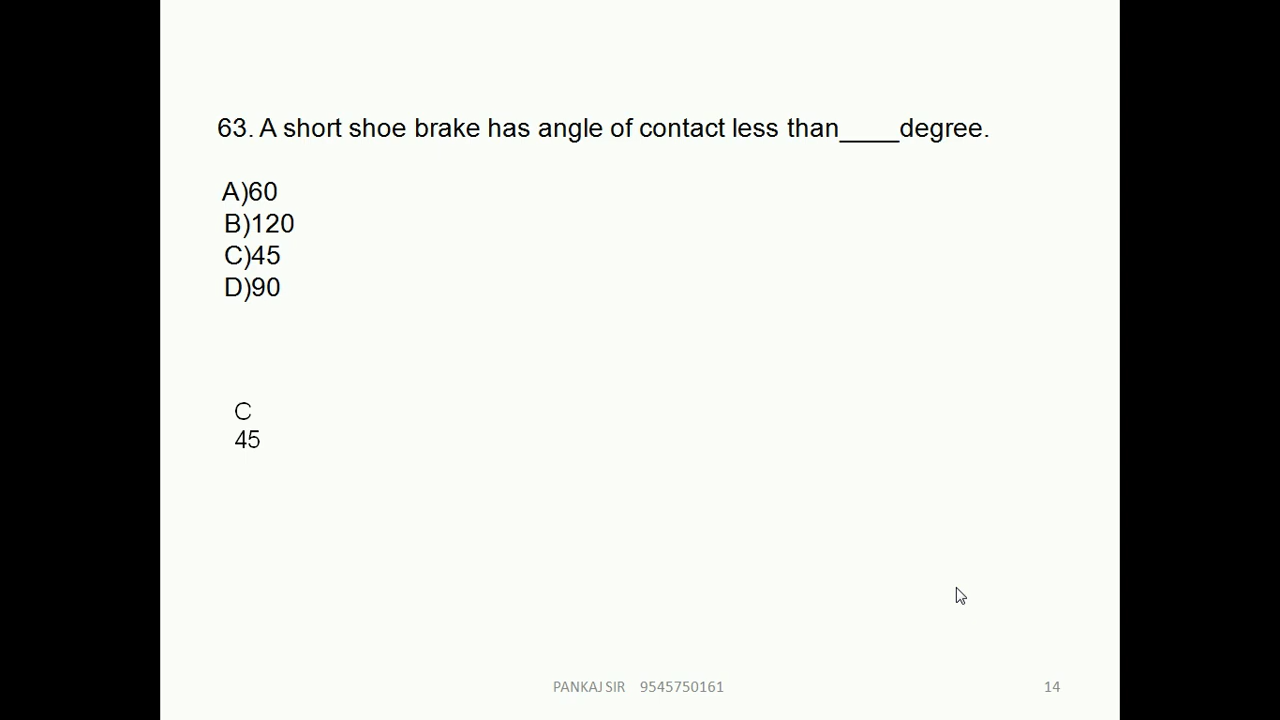 63. A short shoe brake has angle of contact less than____degree.
A)60
B)120
C)45
D)90
C
45
PANKAJ SIR 9545750161
14